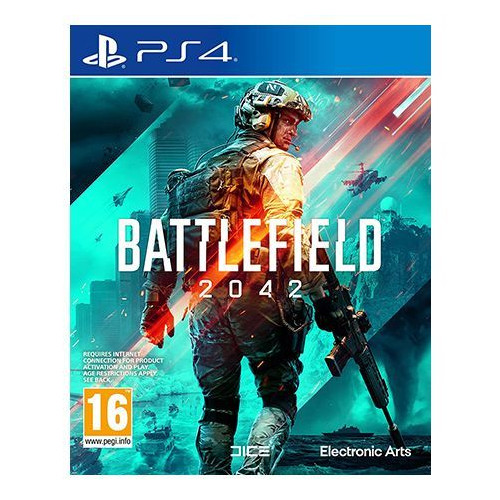 PS4
BATTLEFIELD
2042
REQUIRES INTERNET
CONNECTION FOR PRODUCT
ACTIVATION AND PLAY.
AGE RESTRICTIONS APPLY.
SEE BACK.
16
www.pegi.info
DICE
Electronic Arts